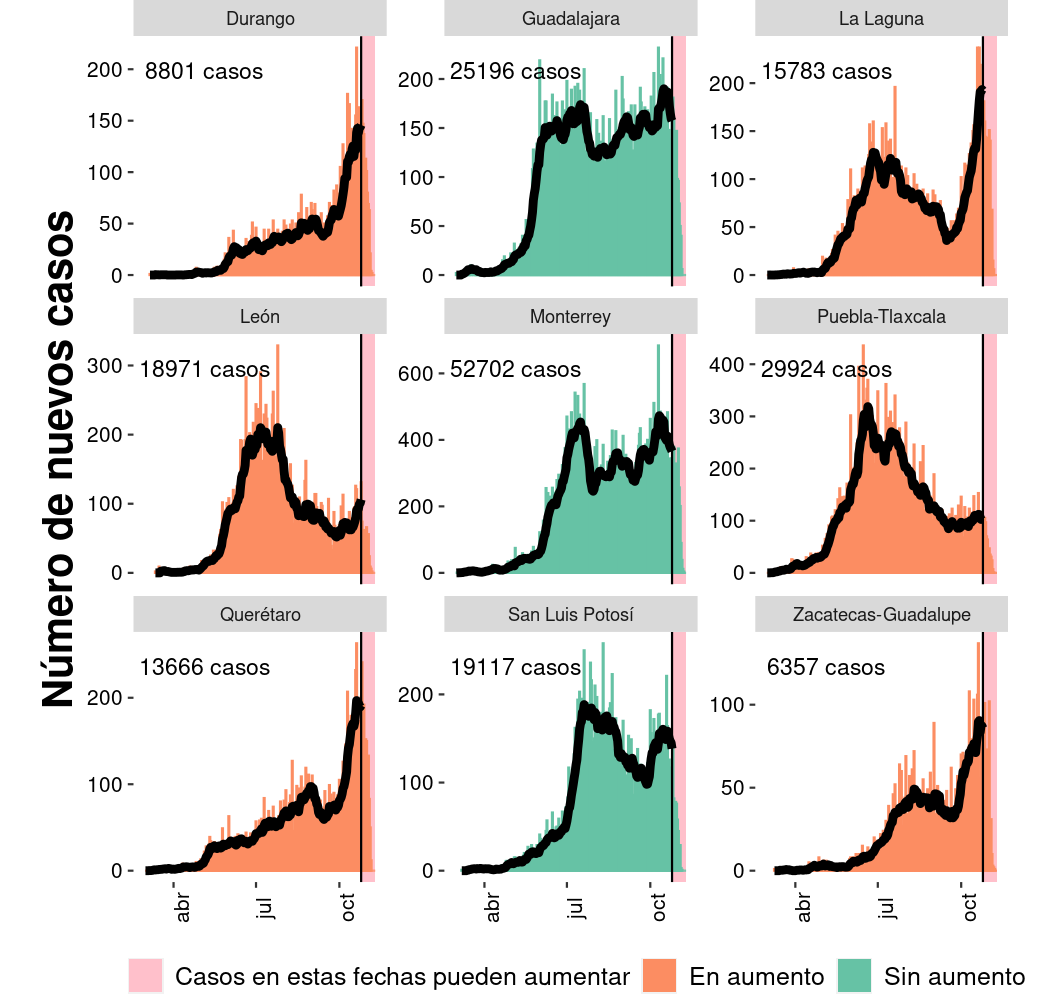 Número de nuevos casos
Durango
8801 casos
200
150
100
50
0
Guadalajara
25196 casos
200
150
100
50
0
La Laguna
15783 casos
200
150
100
50
0
León
18971 casos
300
200
100
0
Monterrey
52702 casos
600
400
200
0
Puebla-Tlaxcala
29924 casos
400
300
200
100
0
Querétaro
13666 casos
200
100
0
abr
jul
oct
San Luis Potosí
19117 casos
200
100
0
abr
jul
oct
Zacatecas-Guadalupe
6357 casos
100
50
0
abr
jul
oct
Casos en estas fechas pueden aumentar
En aumento
Sin aumento